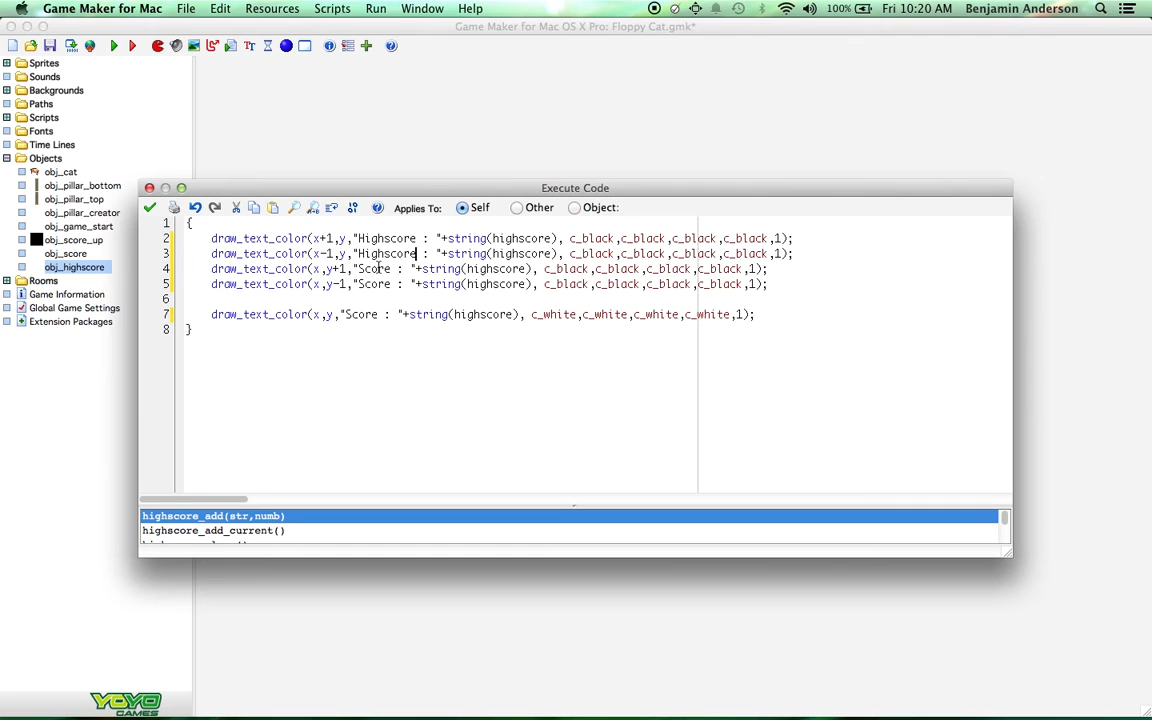 Game Maker for Mac File Edit Resources Scripts Run Window Help 100% Fri 10:20 AM Benjamin Anderson
Game Maker for Mac OS X Pro: Floppy Cat.gmk*
Sprites
Sounds
Backgrounds
Paths
Scripts
Fonts
Time Lines
Objects
obj_cat
obj_pillar_bottom
obj_pillar_top
obj_pillar_creator
obj_game_start
obj_score_up
obj_score
obj_highscore
Rooms
Game Information
Global Game Settings
Extension Packages
YOYO
GAMES
Execute Code
Applies To: Self Other Object:
1 {
2 draw_text_color(x+1,y,"Highscore : "+string(highscore), c_black,c_black,c_black,c_black,1);
3 draw_text_color(x-1,y,"Highscore : "+string(highscore), c_black,c_black,c_black,c_black,1);
4 draw_text_color(x,y+1,"Score : "+string(highscore), c_black,c_black,c_black,c_black,1);
5 draw_text_color(x,y-1,"Score : "+string(highscore), c_black,c_black,c_black,c_black,1);
6
7 draw_text_color(x,y,"Score : "+string(highscore), c_white,c_white,c_white,c_white,1);
8 }
highscore_add(str,numb)
highscore_add_current()